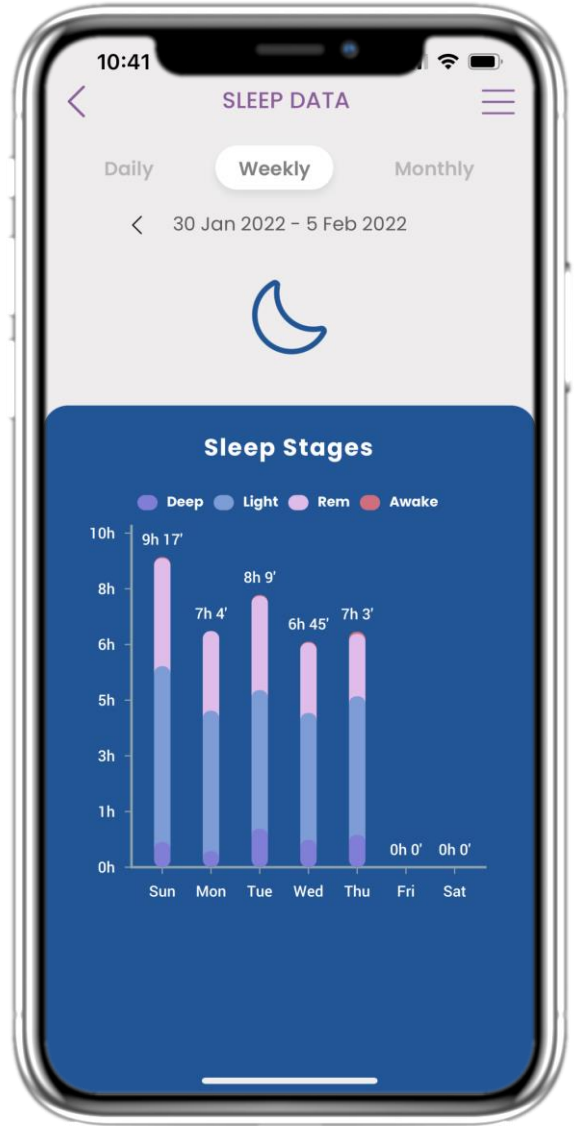 10:41
SLEEP DATA
Daily Weekly Monthly
30 Jan 2022 - 5 Feb 2022
Sleep Stages
Deep Light Rem Awake
10h
9h 17'
8h
8h 9'
7h 4'
6h 45'
7h 3'
6h
5h
3h
1h
0h 0' 0h 0'
0h
Sun Mon Tue Wed Thu Fri Sat